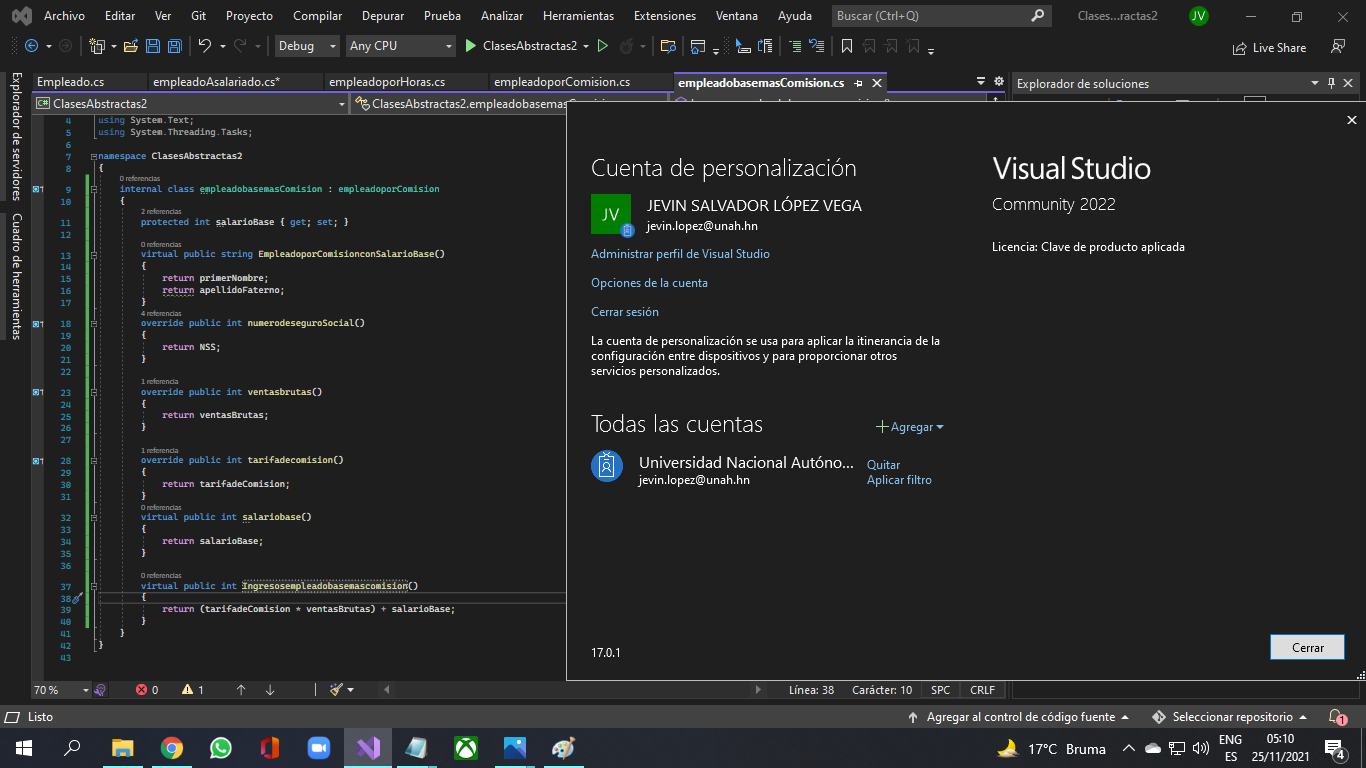 Archivo Editar Ver Git Proyecto Compilar Depurar Prueba Analizar Herramientas Extensiones Ventana Ayuda Buscar (Ctrl+Q) Clases...ractas2 JV
Debug Any CPU ClasesAbstractas2 Live Share
Empleado.cs empleadoAsalariado.cs* empleadoporHoras.cs empleadoporComision.cs empleadobasemasComision.cs Explorador de soluciones
C# ClasesAbstractas2 ClasesAbstractas2.empleadobasemasComision
Explorador de servidores
Cuadro de herramientas
4 using System.Text;
5 using System.Threading.Tasks;
6
7 namespace ClasesAbstractas2
8 {
0 referencias
9 internal class empleadobasemasComision : empleadoporComision
10 {
2 referencias
11 protected int salarioBase { get; set; }
12
0 referencias
13 virtual public string EmpleadoporComisionconSalarioBase()
14 {
15 return primerNombre;
16 return apellidoFaterno;
17 }
4 referencias
18 override public int numerodeseguroSocial()
19 {
20 return NSS;
21 }
22
1 referencia
23 override public int ventasbrutas()
24 {
25 return ventasBrutas;
26 }
27
1 referencia
28 override public int tarifadecomision()
29 {
30 return tarifadeComision;
31 }
0 referencias
32 virtual public int salariobase()
33 {
34 return salarioBase;
35 }
36
0 referencias
37 virtual public int Ingresosempleadobasemascomision()
38 {
39 return (tarifadeComision * ventasBrutas) + salarioBase;
40 }
41 }
42 }
43
Cuenta de personalización
JV
JEVIN SALVADOR LÓPEZ VEGA
jevin.lopez@unah.hn
Administrar perfil de Visual Studio
Opciones de la cuenta
Cerrar sesión
La cuenta de personalización se usa para aplicar la itinerancia de la
configuración entre dispositivos y para proporcionar otros
servicios personalizados.
Todas las cuentas
Agregar
Universidad Nacional Autóno...
jevin.lopez@unah.hn
Quitar
Aplicar filtro
Visual Studio
Community 2022
Licencia: Clave de producto aplicada
17.0.1
Cerrar
70 % 0 1 Línea: 38 Carácter: 10 SPC CRLF
Listo Agregar al control de código fuente Seleccionar repositorio 1
17°C Bruma ENG ES 05:10 25/11/2021 4